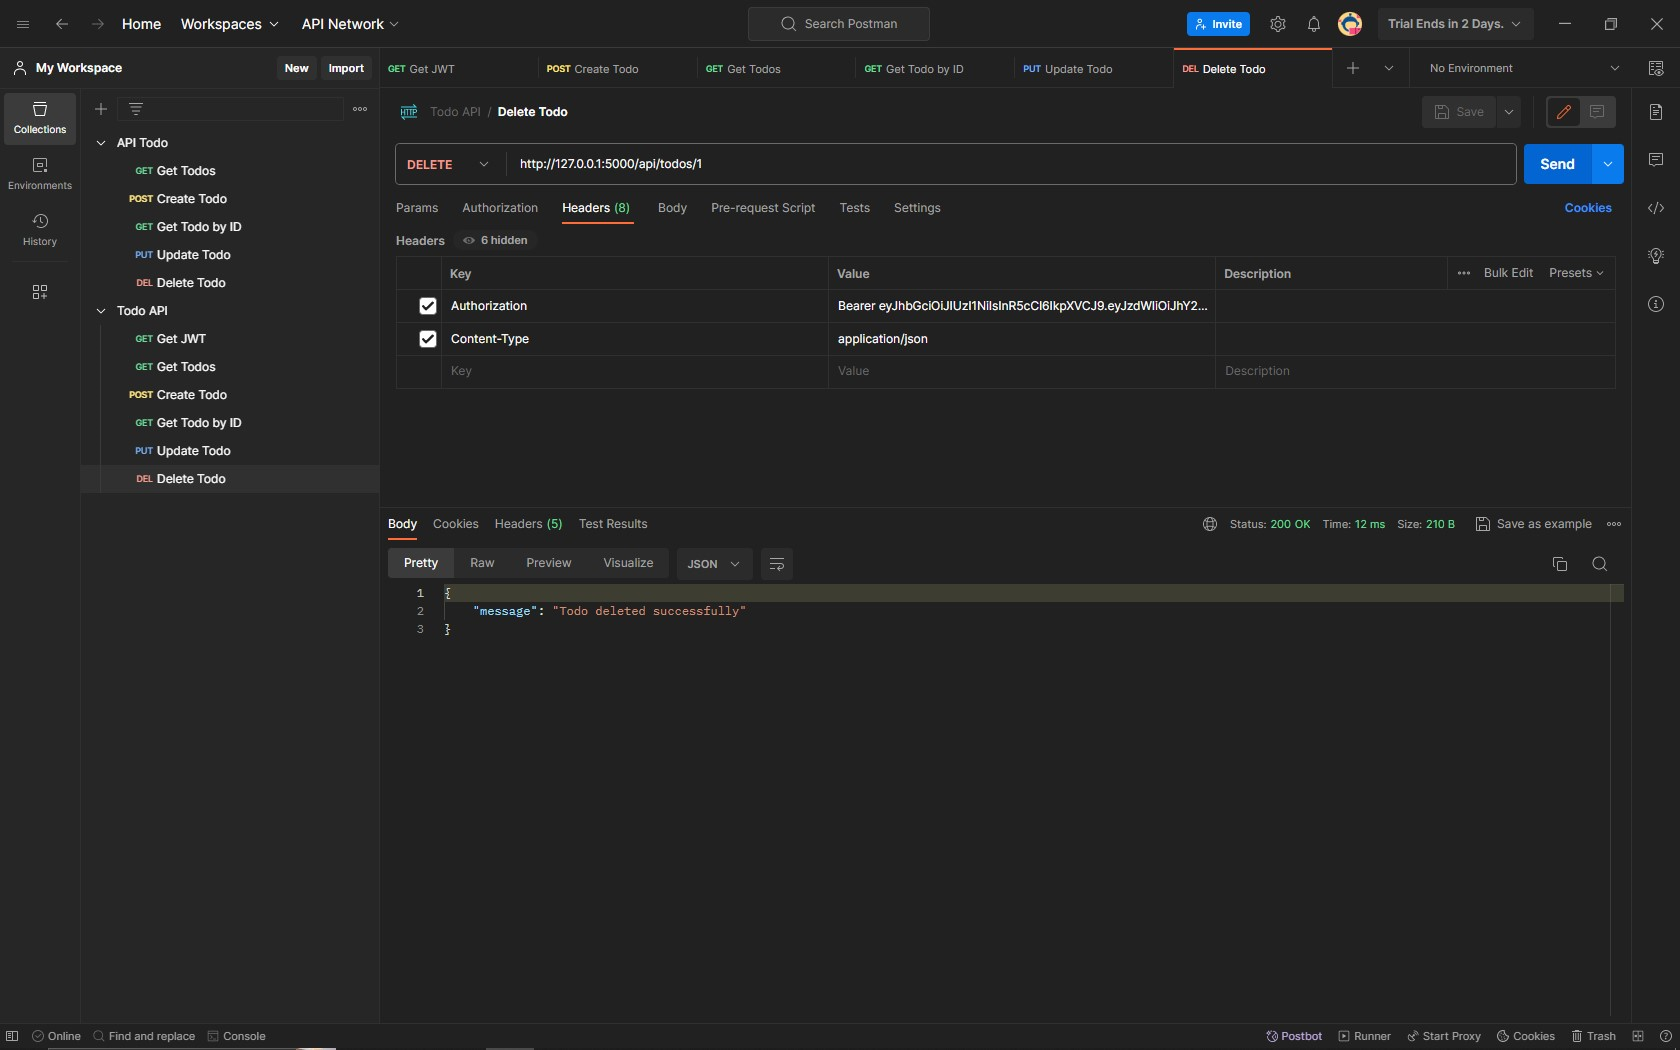 Home Workspaces API Network Search Postman Invite Trial Ends in 2 Days.
My Workspace New Import
GET Get JWT POST Create Todo GET Get Todos GET Get Todo by ID PUT Update Todo DEL Delete Todo No Environment
Collections
Environments
History
API Todo
GET Get Todos
POST Create Todo
GET Get Todo by ID
PUT Update Todo
DEL Delete Todo
Todo API
GET Get JWT
GET Get Todos
POST Create Todo
GET Get Todo by ID
PUT Update Todo
DEL Delete Todo
HTTP Todo API / Delete Todo Save
DELETE http://127.0.0.1:5000/api/todos/1 Send
Params Authorization Headers (8) Body Pre-request Script Tests Settings Cookies
Headers 6 hidden
Key Value Description Bulk Edit Presets
Authorization Bearer
Content-Type application/json
Key Value Description
Body Cookies Headers (5) Test Results Status: 200 OK Time: 12 ms Size: 210 B Save as example
Pretty Raw Preview Visualize JSON
1 {
2 "message": "Todo deleted successfully"
3 }
Online Find and replace Console Postbot Runner Start Proxy Cookies Trash